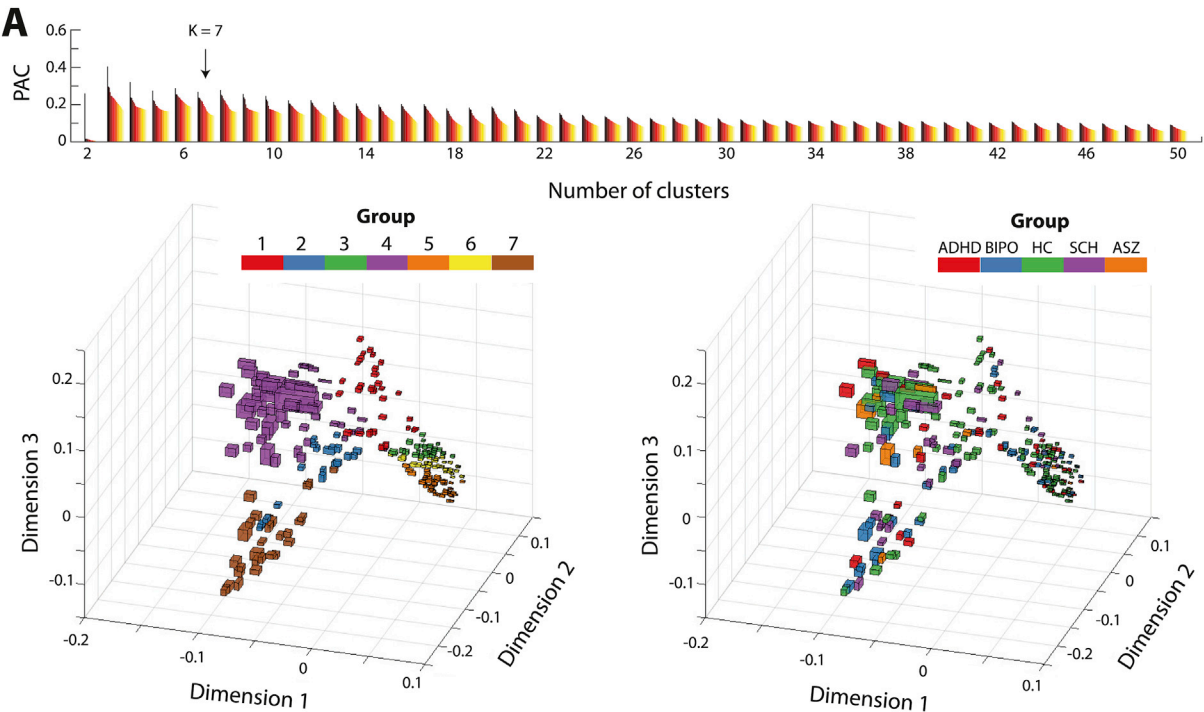 A
K = 7
PAC
0.6
0.4
0.2
0
2 6 10 14 18 22 26 30 34 38 42 46 50
Number of clusters
Group
1 2 3 4 5 6 7
Dimension 3
0.2
0.1
0
-0.1
-0.2 -0.1 0 0.1
Dimension 1
0.1
0
-0.1
-0.2
Dimension 2
Group
ADHD BIPO HC SCH ASZ
Dimension 3
0.2
0.1
0
-0.1
-0.2 -0.1 0 0.1
Dimension 1
0.1
0
-0.1
-0.2
Dimension 2